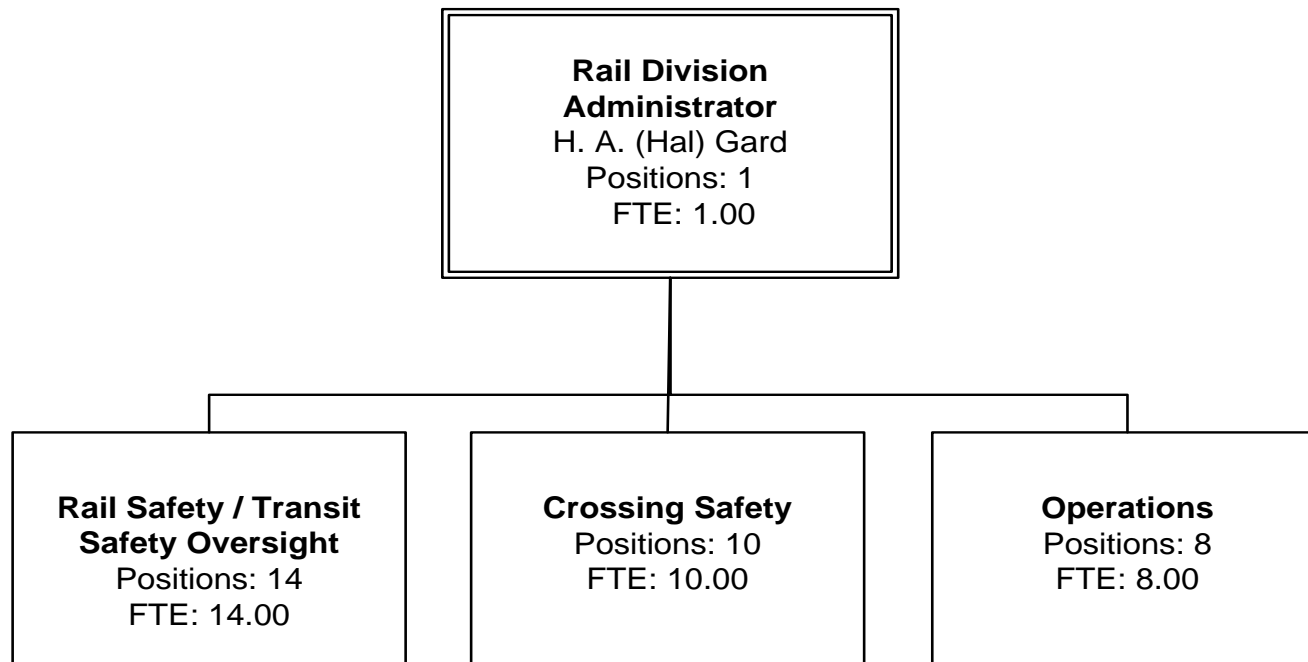 Rail Division
Administrator
H. A. (Hal) Gard
Positions: 1
FTE: 1.00
Rail Safety / Transit
Safety Oversight
Positions: 14
FTE: 14.00
Crossing Safety
Positions: 10
FTE: 10.00
Operations
Positions: 8
FTE: 8.00